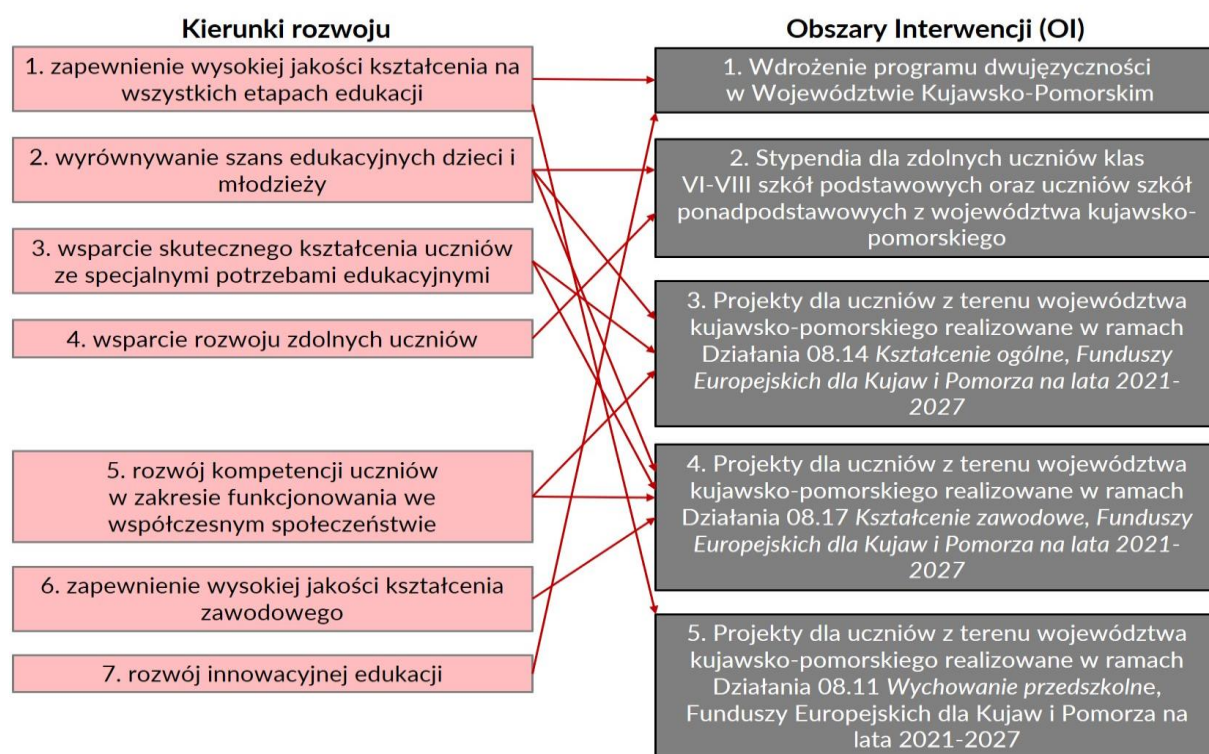 Kierunki rozwoju
1. zapewnienie wysokiej jakości kształcenia na
wszystkich etapach edukacji
2. wyrównywanie szans edukacyjnych dzieci i
młodzieży
3. wsparcie skutecznego kształcenia uczniów
ze specjalnymi potrzebami edukacyjnymi
4. wsparcie rozwoju zdolnych uczniów
5. rozwój kompetencji uczniów
w zakresie funkcjonowania we
współczesnym społeczeństwie
6. zapewnienie wysokiej jakości kształcenia
zawodowego
7. rozwój innowacyjnej edukacji
Obszary Interwencji (OI)
1. Wdrożenie programu dwujęzyczności
w Województwie Kujawsko-Pomorskim
2. Stypendia dla zdolnych uczniów klas
VI-VIII szkół podstawowych oraz uczniów szkół
ponadpodstawowych z województwa kujawsko-
pomorskiego
3. Projekty dla uczniów z terenu województwa
kujawsko-pomorskiego realizowane w ramach
Działania 08.14 Kształcenie ogólne, Funduszy
Europejskich dla Kujaw i Pomorza na lata 2021-
2027
4. Projekty dla uczniów z terenu województwa
kujawsko-pomorskiego realizowane w ramach
Działania 08.17 Kształcenie zawodowe, Funduszy
Europejskich dla Kujaw i Pomorza na lata 2021-
2027
5. Projekty dla uczniów z terenu województwa
kujawsko-pomorskiego realizowane w ramach
Działania 08.11 Wychowanie przedszkolne,
Funduszy Europejskich dla Kujaw i Pomorza na
lata 2021-2027